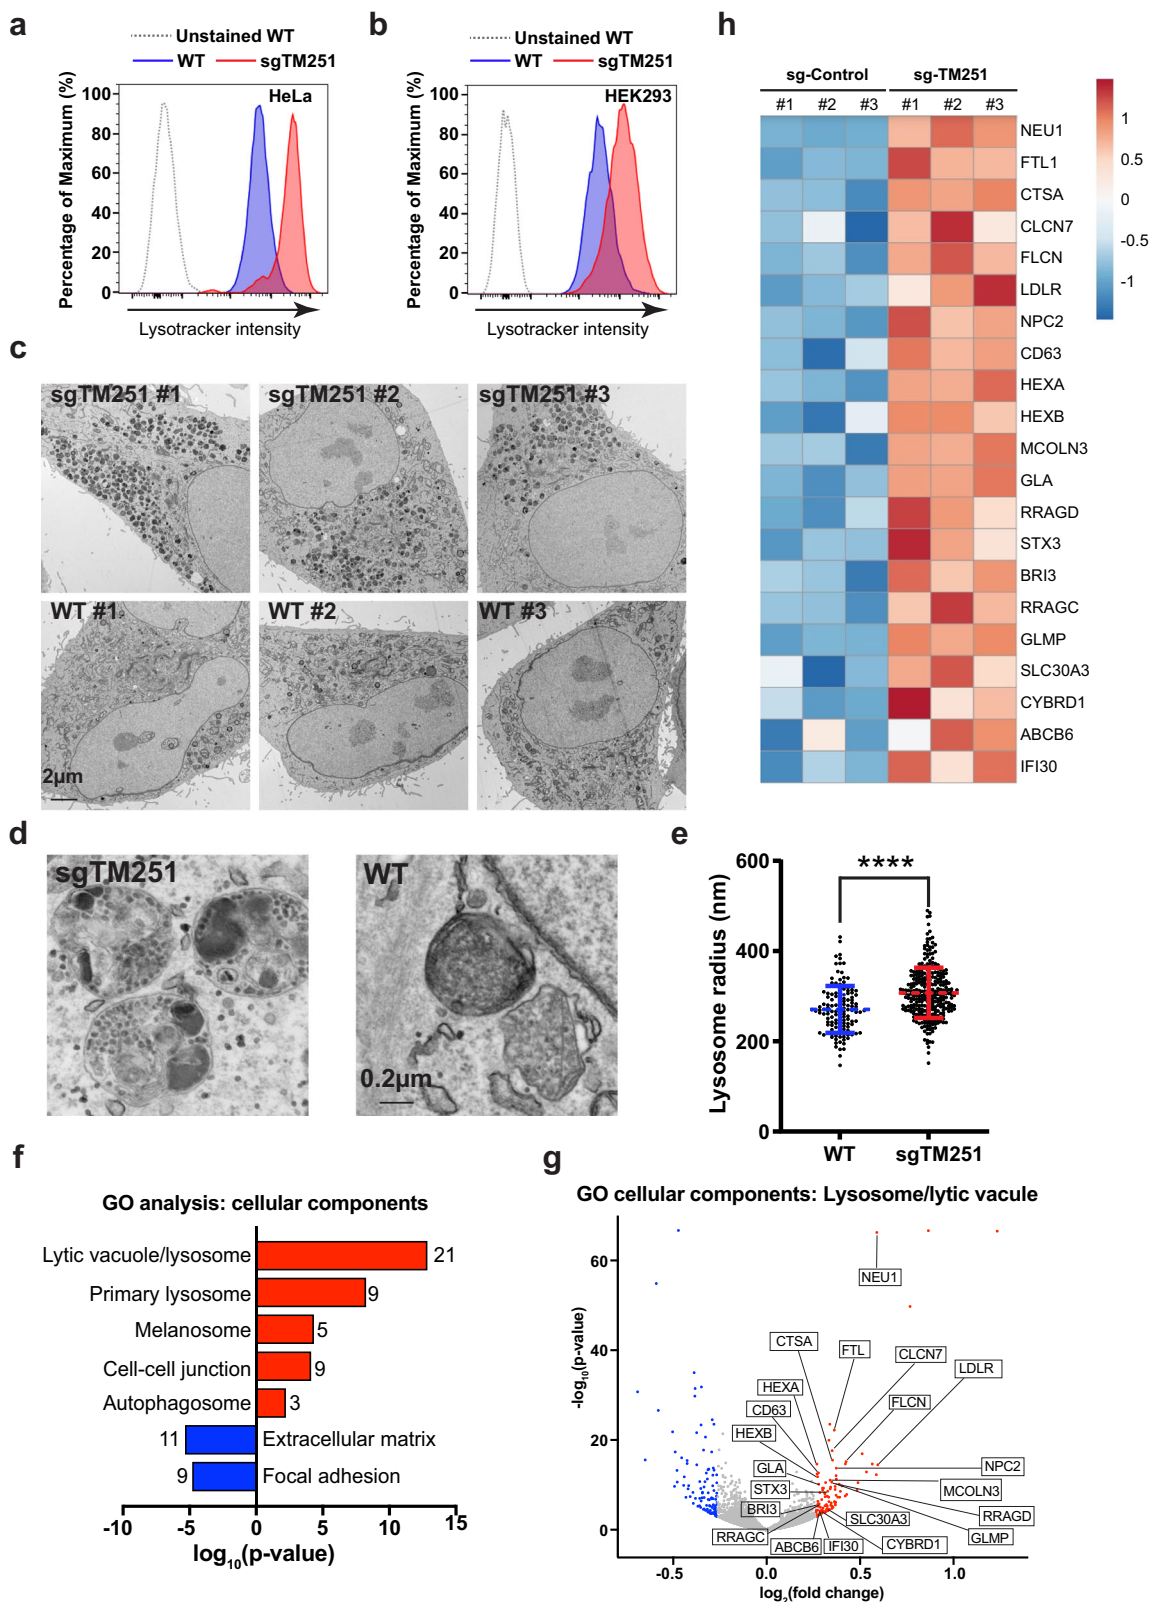 a
Unstained WT
WT sgTM251
HeLa
Percentage of Maximum (%)
100
80
60
40
20
0
Lysotracker intensity
b
Unstained WT
WT sgTM251
HEK293
Percentage of Maximum (%)
100
80
60
40
20
0
Lysotracker intensity
c
sgTM251 #1
sgTM251 #2
sgTM251 #3
WT #1
WT #2
WT #3
2μm
d
sgTM251
WT
0.2μm
h
sg-Control sg-TM251
#1 #2 #3 #1 #2 #3
NEU1
FTL1
CTSA
CLCN7
FLCN
LDLR
NPC2
CD63
HEXA
HEXB
MCOLN3
GLA
RRAGD
STX3
BRI3
RRAGC
GLMP
SLC30A3
CYBRD1
ABCB6
IFI30
1
0.5
0
-0.5
-1
e
Lysosome radius (nm)
600
400
200
0
****
WT sgTM251
f
GO analysis: cellular components
Lytic vacuole/lysosome 21
Primary lysosome 9
Melanosome 5
Cell-cell junction 9
Autophagosome 3
11 Extracellular matrix
9 Focal adhesion
-10 -5 0 5 10 15
log10(p-value)
g
GO cellular components: Lysosome/lytic vacule
-log10(p-value)
60
40
20
0
NEU1
CTSA
FTL
CLCN7
LDLR
HEXA
FLCN
CD63
HEXB
GLA
NPC2
STX3
MCOLN3
BRI3
RRAGD
SLC30A3
RRAGC
GLMP
ABCB6
IFI30
CYBRD1
-0.5 0.0 0.5 1.0
log2(fold change)